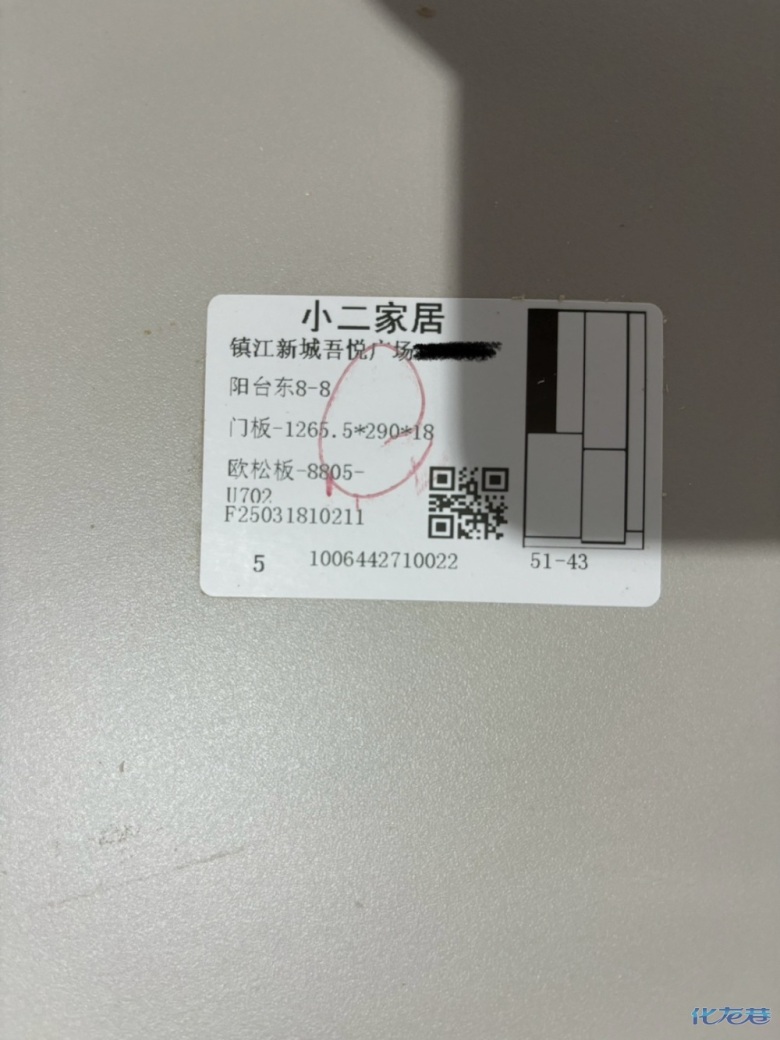 小二家居
镇江新城吾悦广场
阳台东8-8
门板-1265.5*290*18
欧松板-8805-
U702
F25031810211
5 1006442710022 51-43
化龙巷